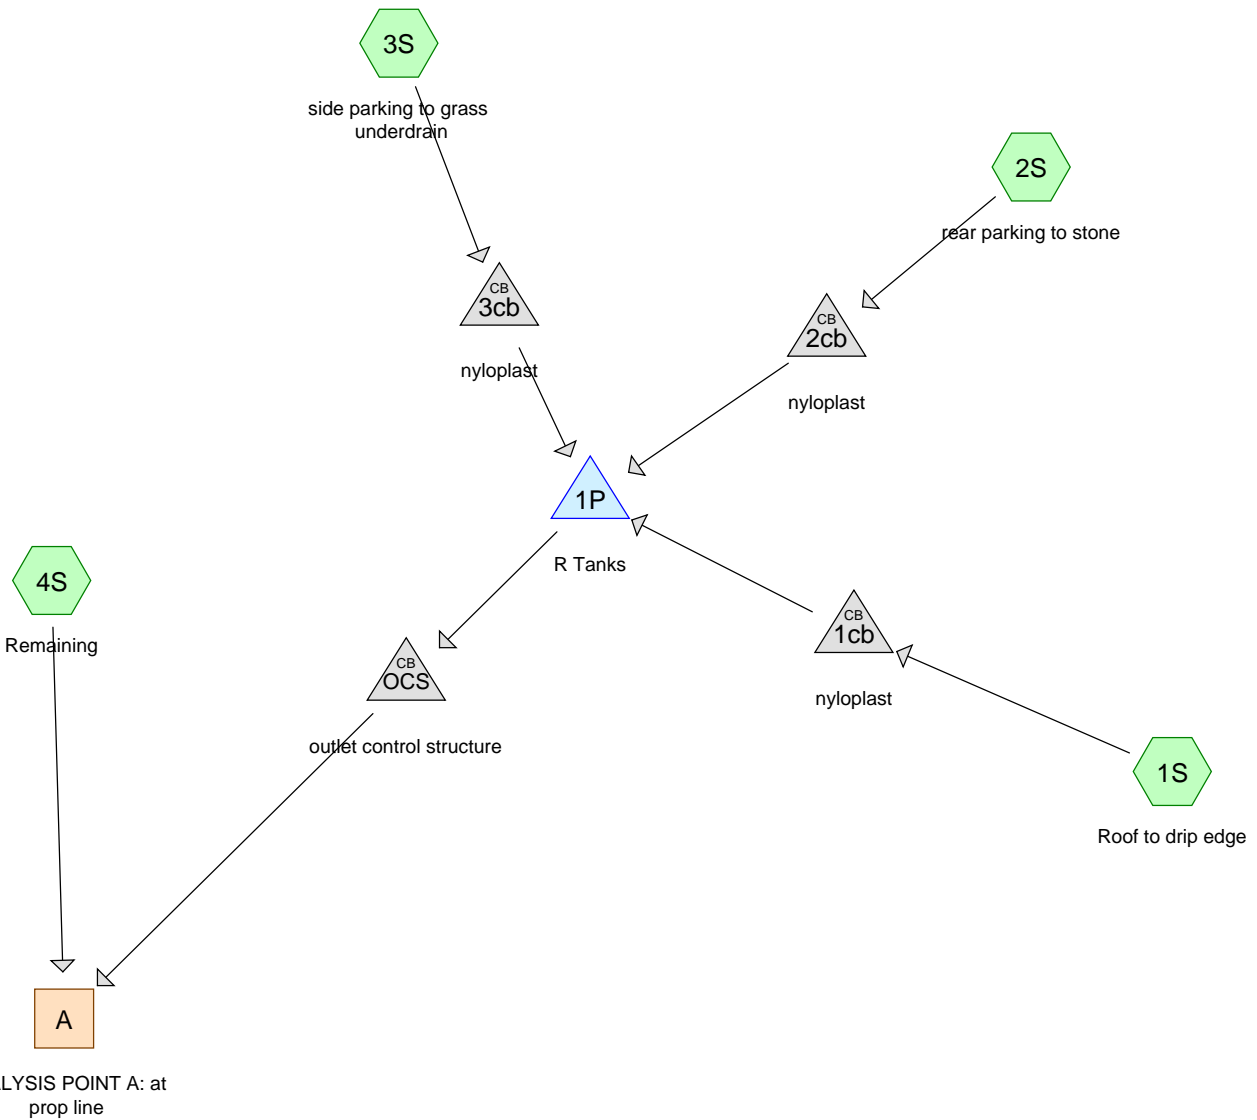 3S
side parking to grass
underdrain
2S
rear parking to stone
CB
3cb
nyloplast
CB
2cb
nyloplast
1P
R Tanks
4S
Remaining
CB
OCS
outlet control structure
CB
1cb
nyloplast
1S
Roof to drip edge
A
LYSIS POINT A: at
prop line